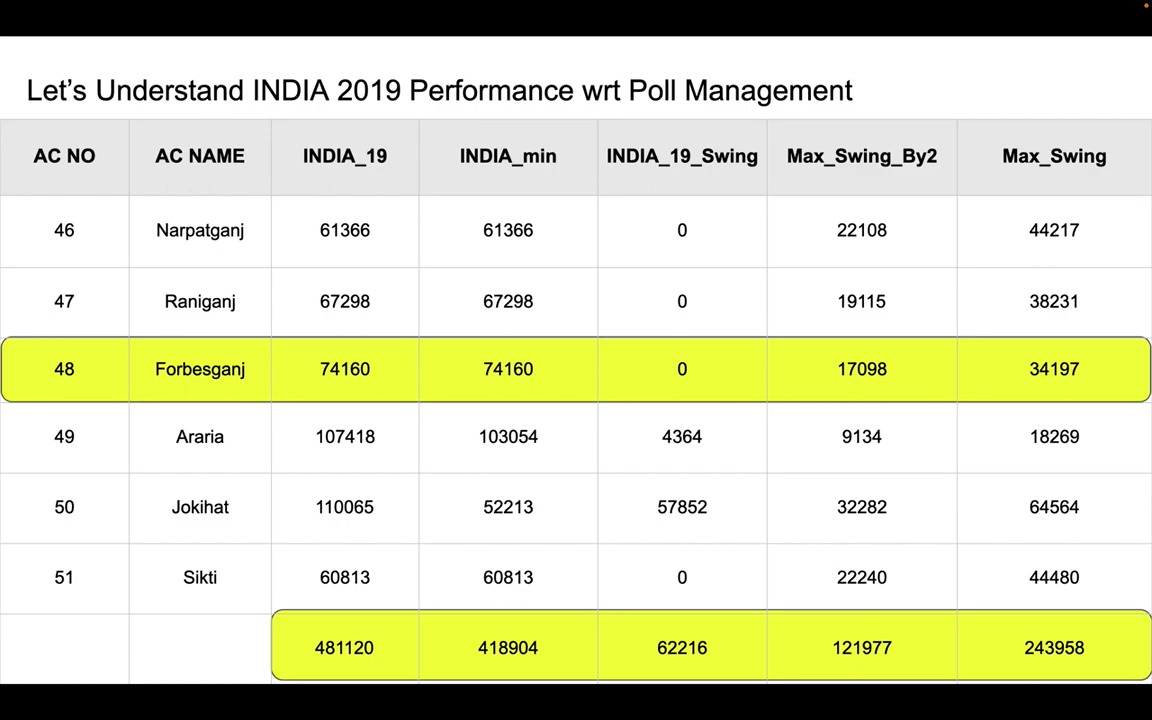 Let's Understand INDIA 2019 Performance wrt Poll Management
AC NO AC NAME INDIA_19 INDIA_min INDIA_19_Swing Max_Swing_By2 Max_Swing
46 Narpatganj 61366 61366 0 22108 44217
47 Raniganj 67298 67298 0 19115 38231
48 Forbesganj 74160 74160 0 17098 34197
49 Araria 107418 103054 4364 9134 18269
50 Jokihat 110065 52213 57852 32282 64564
51 Sikti 60813 60813 0 22240 44480
481120 418904 62216 121977 243958